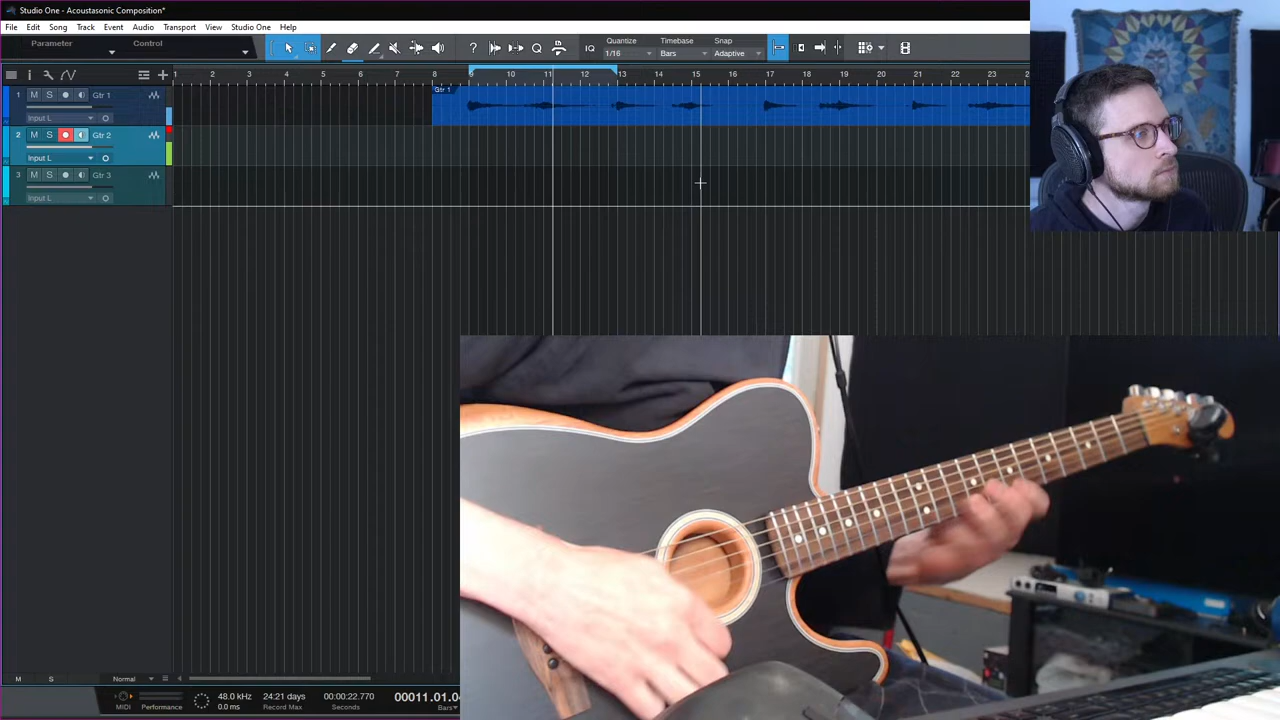 Studio One - Acoustasonic Composition*
File Edit Song Track Event Audio Transport View Studio One Help
Parameter Control
Quantize 1/16
Timebase Bars
Snap Adaptive
IQ
1 2 3 4 5 6 7 8 9 10 11 12 13 14 15 16 17 18 19 20 21 22 23
1 M S Gtr 1
Input L
Gtr 1
2 M S Gtr 2
Input L
3 M S Gtr 3
Input L
M S Normal
MIDI Performance
48.0 kHz
0.0 ms
24:21 days
Record Max
00:00:22.770
Seconds
00011.01.0
Bars